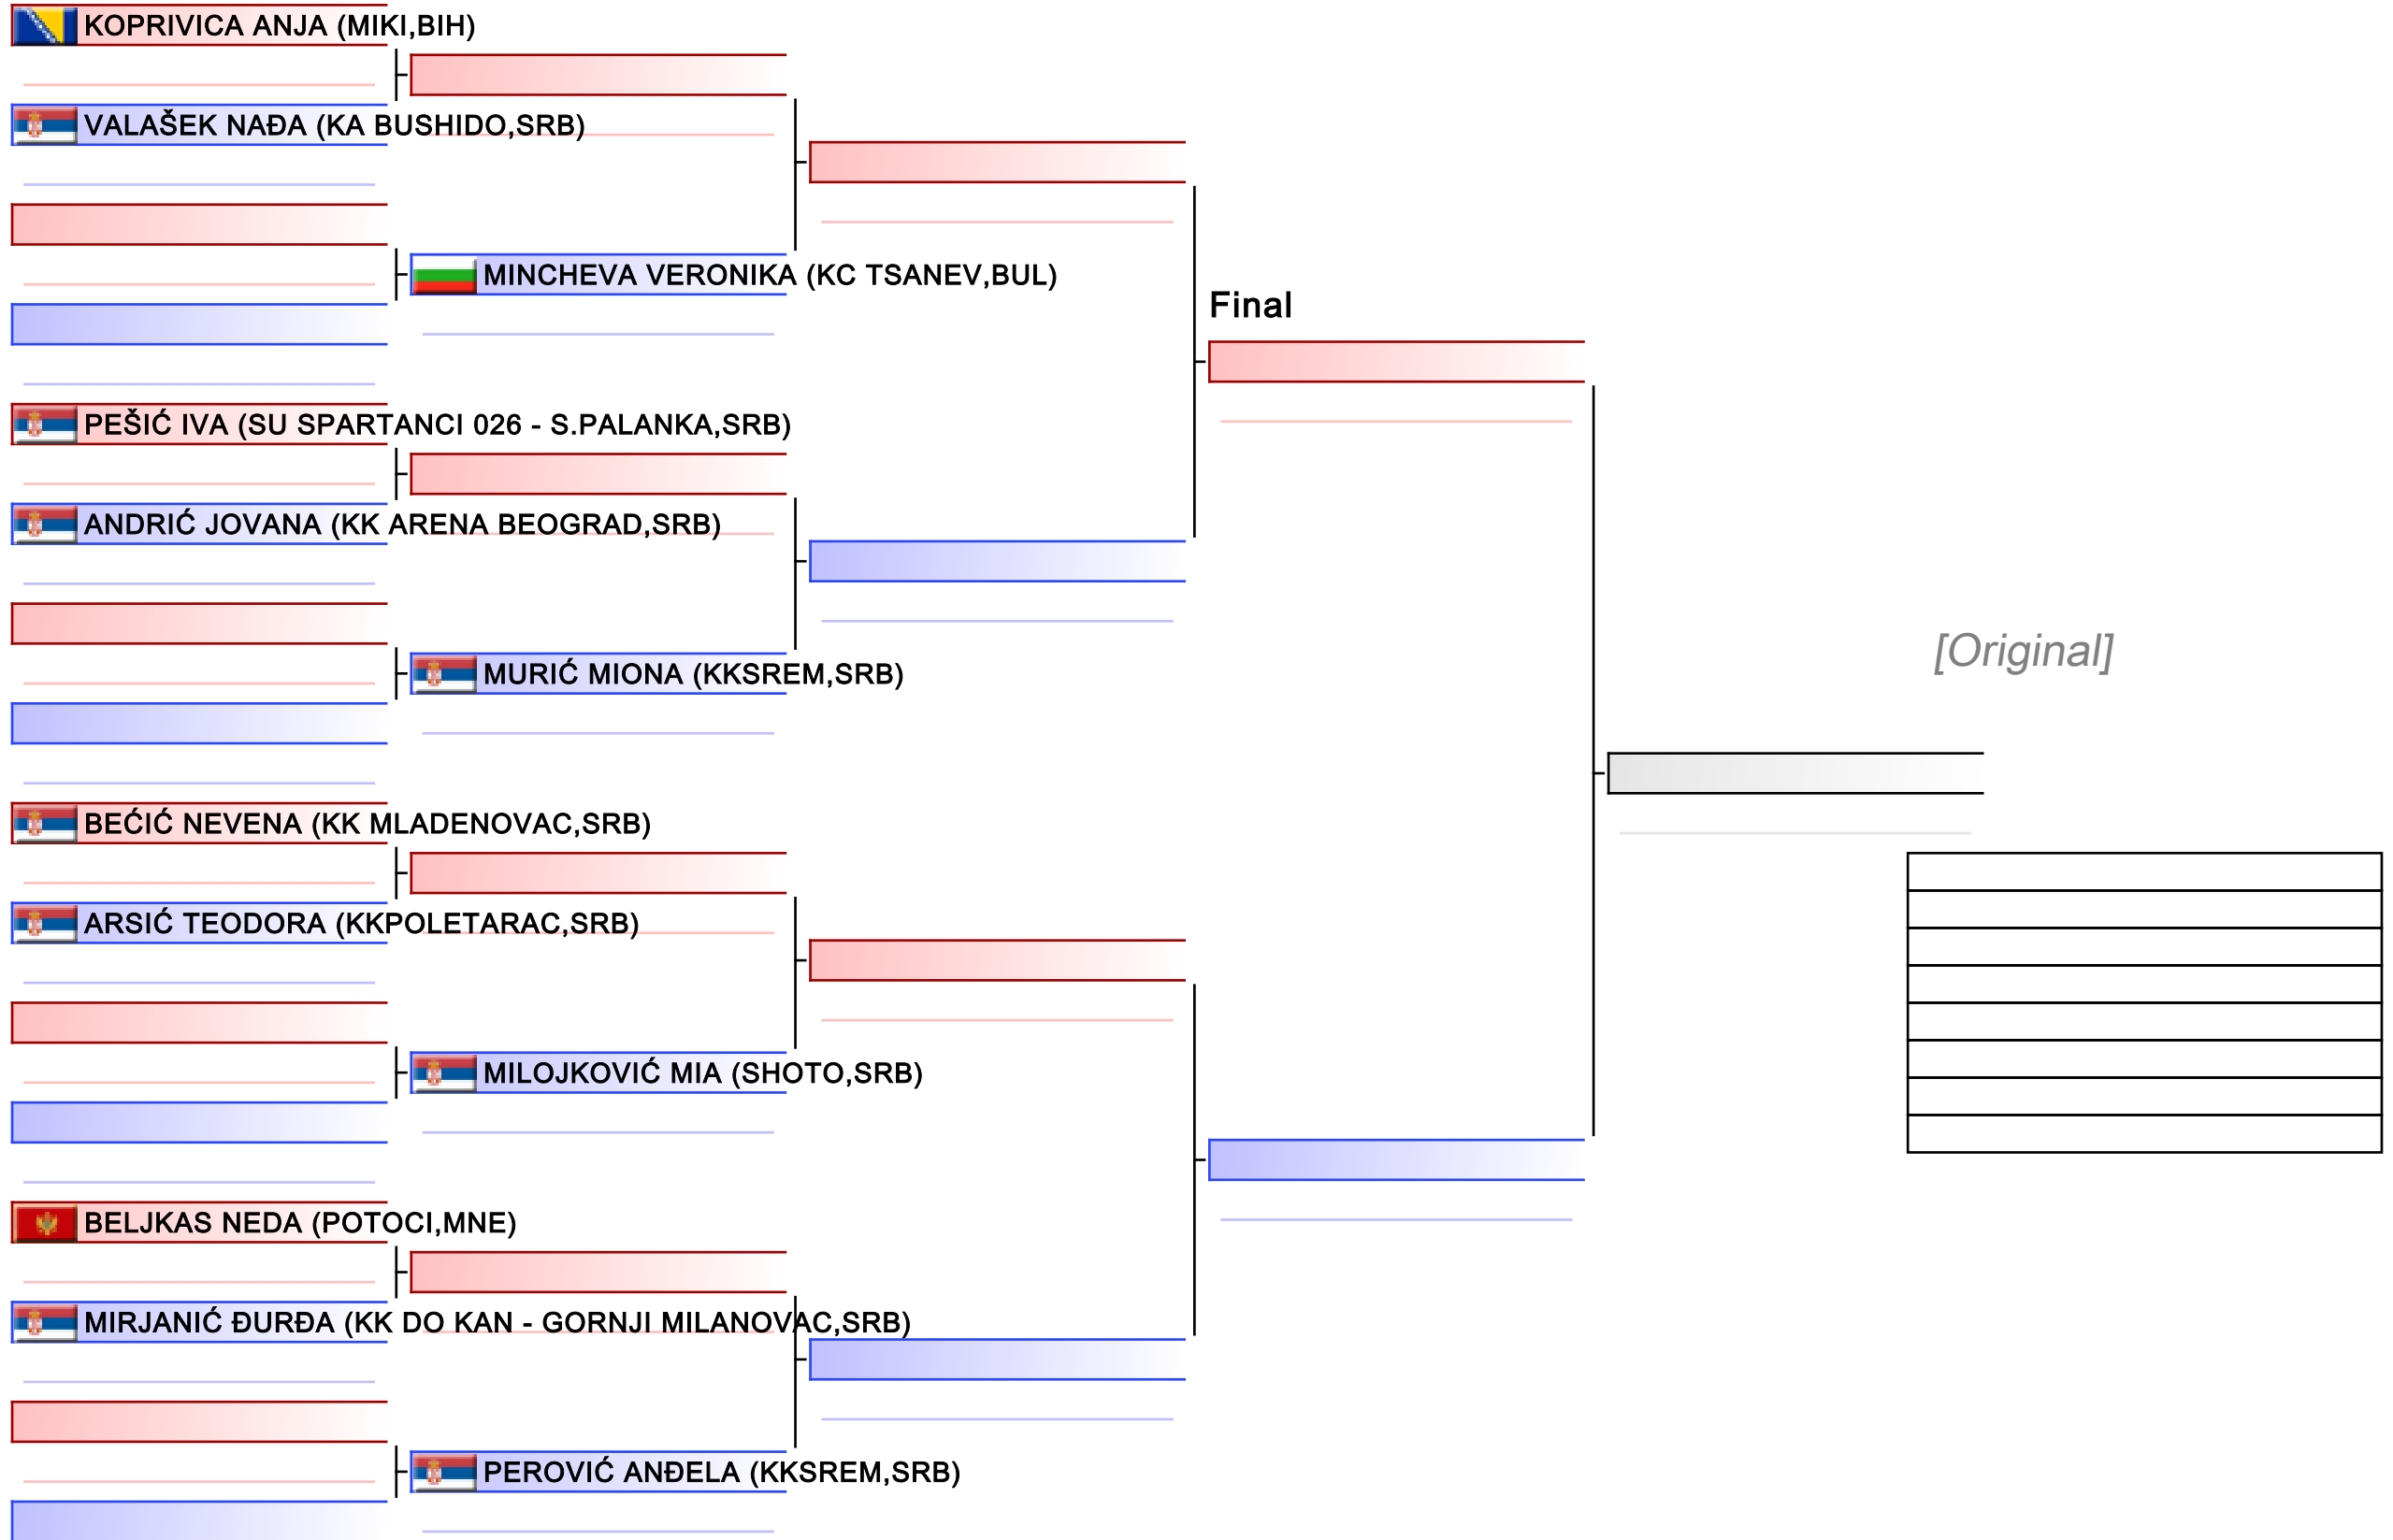 KOPRIVICA ANJA (MIKI,BIH)
VALAŠEK NAĐA (KA BUSHIDO,SRB)
MINCHEVA VERONIKA (KC TSANEV,BUL)
Final
PEŠIĆ IVA (SU SPARTANCI 026 - S.PALANKA,SRB)
ANDRIĆ JOVANA (KK ARENA BEOGRAD,SRB)
[Original]
MURIĆ MIONA (KKSREM,SRB)
BEĆIĆ NEVENA (KK MLADENOVAC,SRB)
ARSIĆ TEODORA (KKPOLETARAC,SRB)
MILOJKOVIĆ MIA (SHOTO,SRB)
BELJKAS NEDA (POTOCI,MNE)
MIRJANIĆ ĐURĐA (KK DO KAN - GORNJI MILANOVAC,SRB)
PEROVIĆ ANĐELA (KKSREM,SRB)